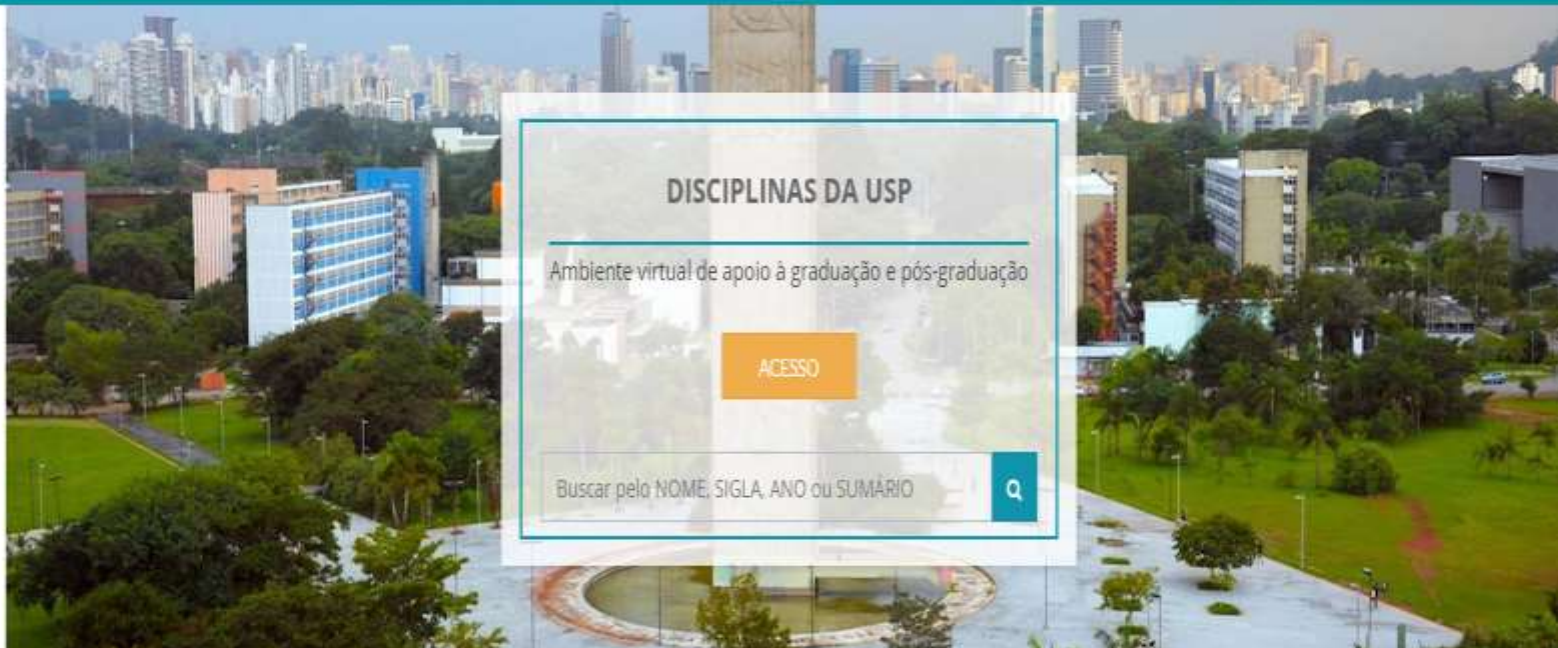 DISCIPLINAS DA USP
Ambiente virtual de apoio à graduação e pós-graduação
ACESSO
Buscar pelo NOME, SIGLA, ANO ou SUMÁRIO